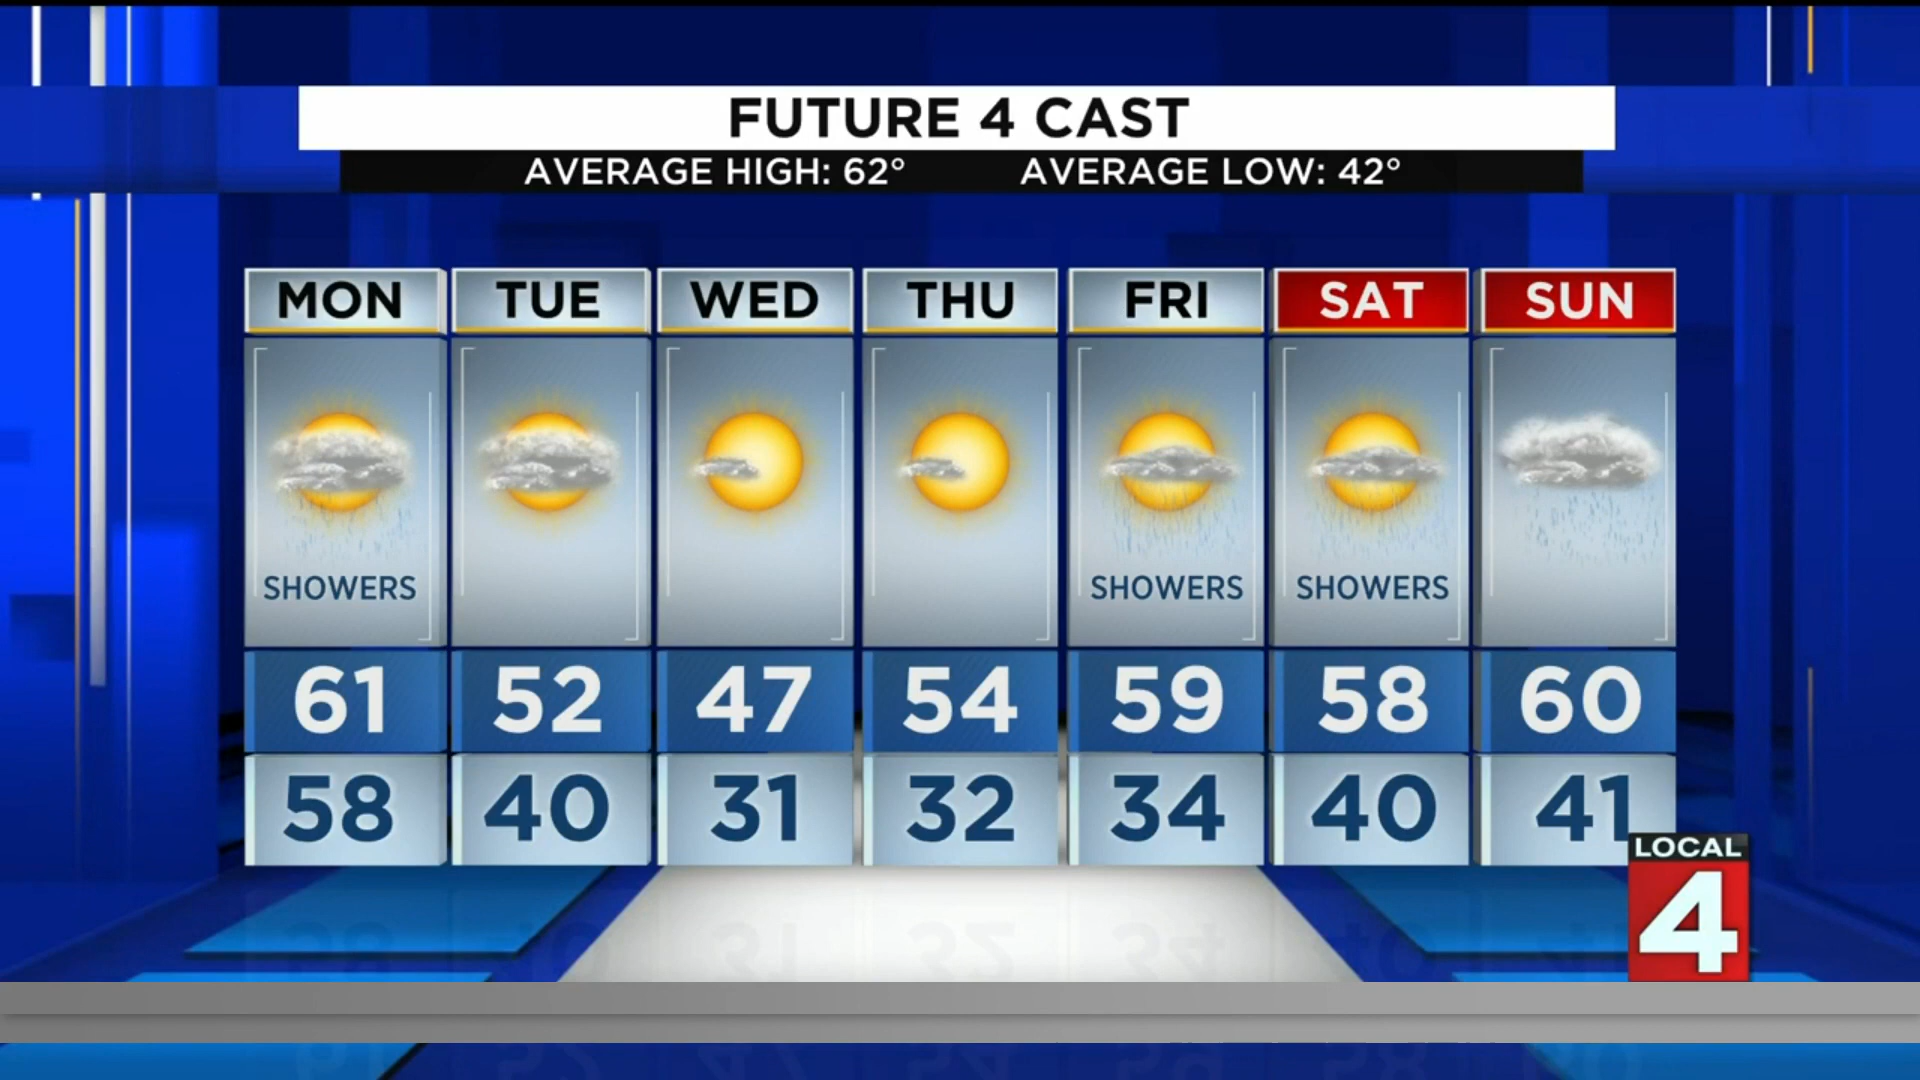 FUTURE 4 CAST
AVERAGE HIGH: 62° AVERAGE LOW: 42°
MON TUE WED THU FRI SAT SUN
SHOWERS SHOWERS SHOWERS
61 52 47 54 59 58 60
58 40 31 32 34 40 41
LOCAL
4